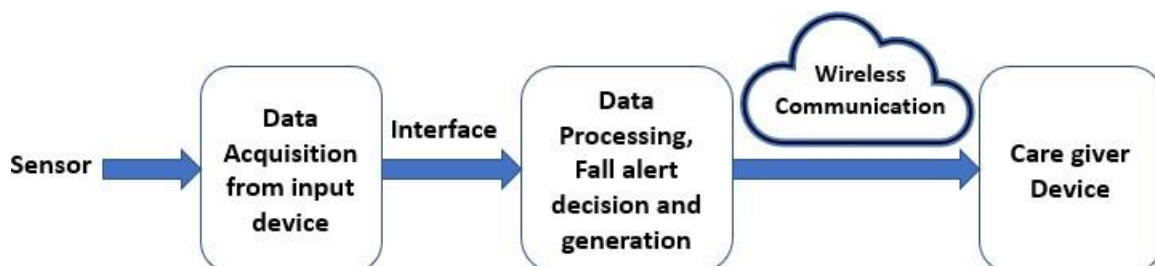 Sensor
Data
Acquisition
from input
device
Interface
Data
Processing,
Fall alert
decision and
generation
Wireless
Communication
Care giver
Device